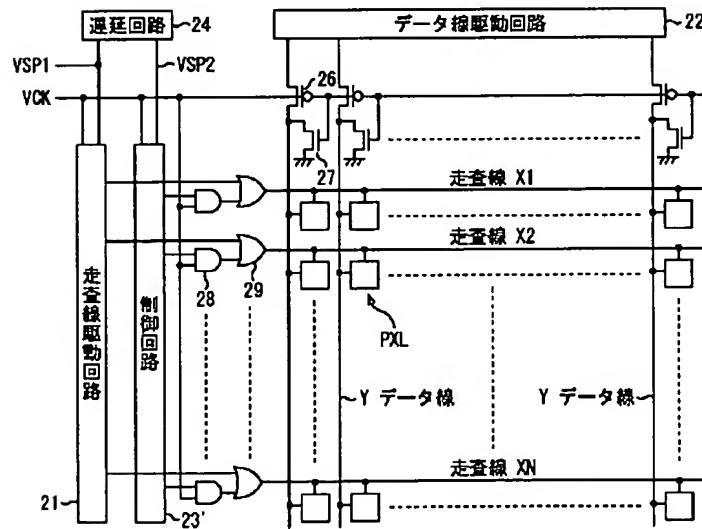 遅延回路
24
データ線駆動回路
22
VSP1
VSP2
VCK
26
27
走査線 X1
走査線 X2
28
29
PXL
走査線駆動回路
制御回路
Y データ線
Y データ線
走査線 XN
21
23'